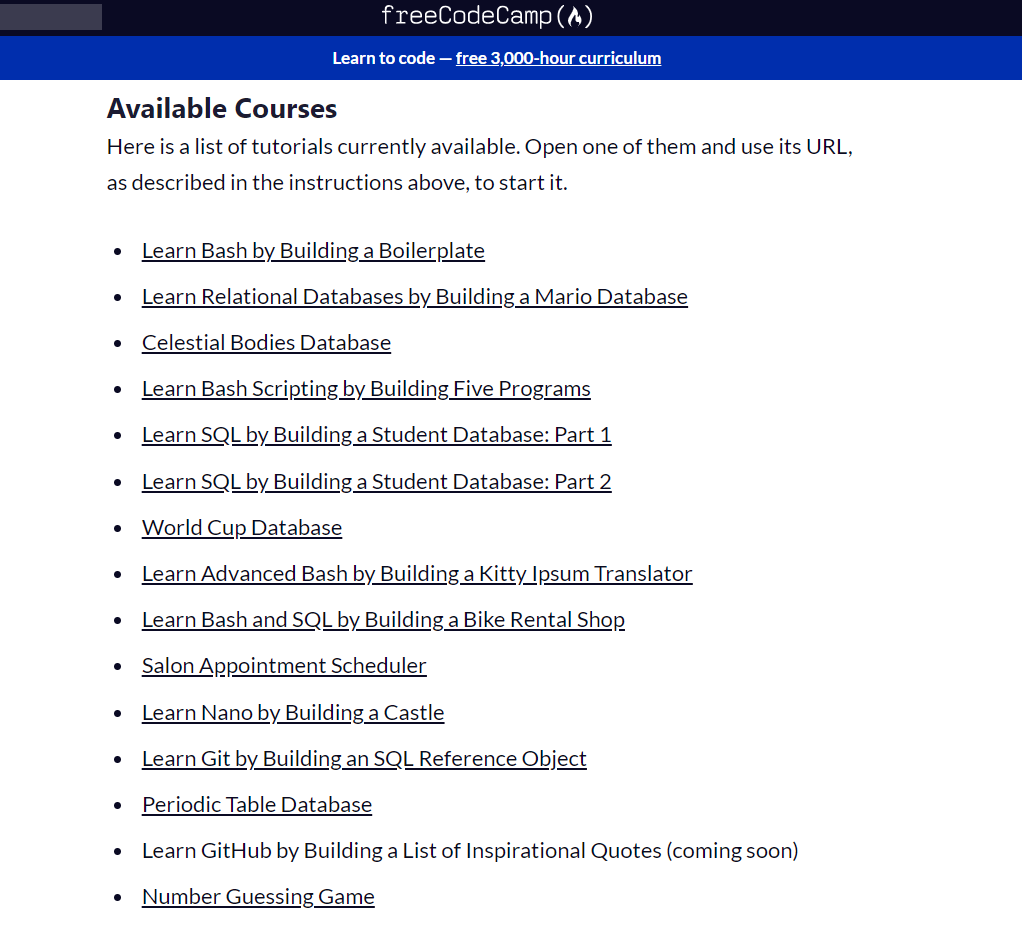 freeCodeCamp(🔥)
Learn to code — free 3,000-hour curriculum
Available Courses
Here is a list of tutorials currently available. Open one of them and use its URL,
as described in the instructions above, to start it.
• Learn Bash by Building a Boilerplate
• Learn Relational Databases by Building a Mario Database
• Celestial Bodies Database
• Learn Bash Scripting by Building Five Programs
• Learn SQL by Building a Student Database: Part 1
• Learn SQL by Building a Student Database: Part 2
• World Cup Database
• Learn Advanced Bash by Building a Kitty Ipsum Translator
• Learn Bash and SQL by Building a Bike Rental Shop
• Salon Appointment Scheduler
• Learn Nano by Building a Castle
• Learn Git by Building an SQL Reference Object
• Periodic Table Database
• Learn GitHub by Building a List of Inspirational Quotes (coming soon)
• Number Guessing Game